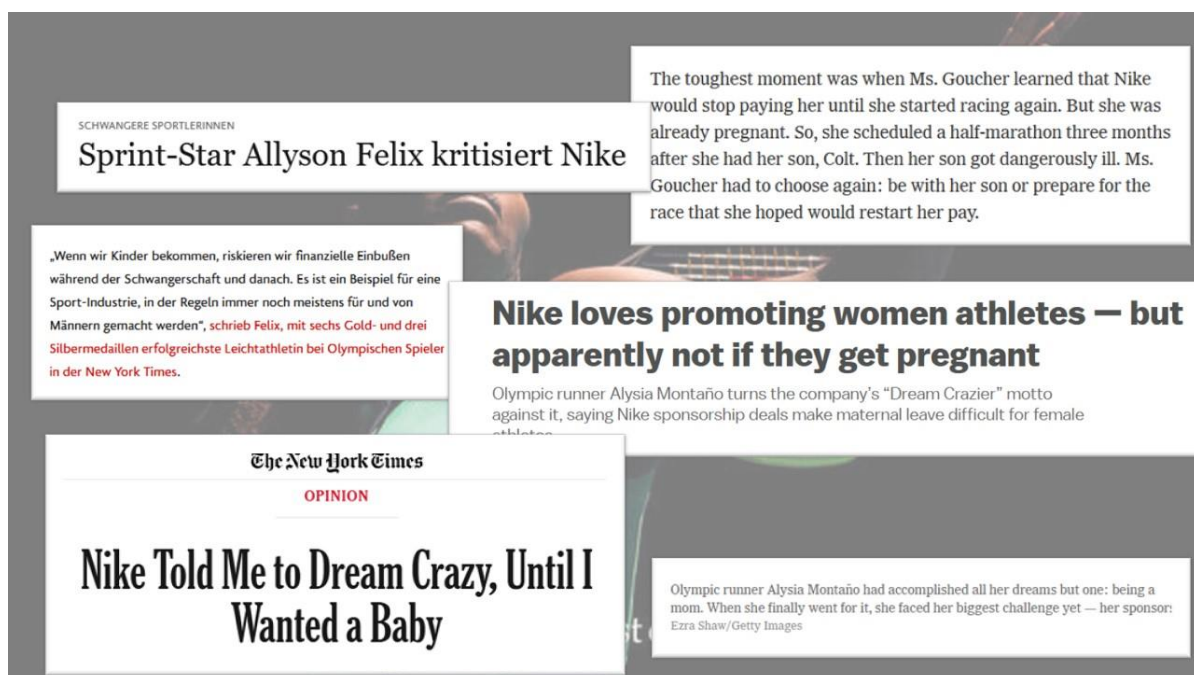 SCHWANGERE SPORTLERINNEN
Sprint-Star Allyson Felix kritisiert Nike
The toughest moment was when Ms. Goucher learned that Nike
would stop paying her until she started racing again. But she was
already pregnant. So, she scheduled a half-marathon three months
after she had her son, Colt. Then her son got dangerously ill. Ms.
Goucher had to choose again: be with her son or prepare for the
race that she hoped would restart her pay.
„Wenn wir Kinder bekommen, riskieren wir finanzielle Einbußen
während der Schwangerschaft und danach. Es ist ein Beispiel für eine
Sport-Industrie, in der Regeln immer noch meistens für und von
Männern gemacht werden“, schrieb Felix, mit sechs Gold- und drei
Silbermedaillen erfolgreichste Leichtathletin bei Olympischen Spieler
in der New York Times.
Nike loves promoting women athletes — but
apparently not if they get pregnant
Olympic runner Alysia Montaño turns the company’s “Dream Crazier” motto
against it, saying Nike sponsorship deals make maternal leave difficult for female
athletes
The New York Times
OPINION
Nike Told Me to Dream Crazy, Until I
Wanted a Baby
Olympic runner Alysia Montaño had accomplished all her dreams but one: being a
mom. When she finally went for it, she faced her biggest challenge yet — her sponsor
Ezra Shaw/Getty Images